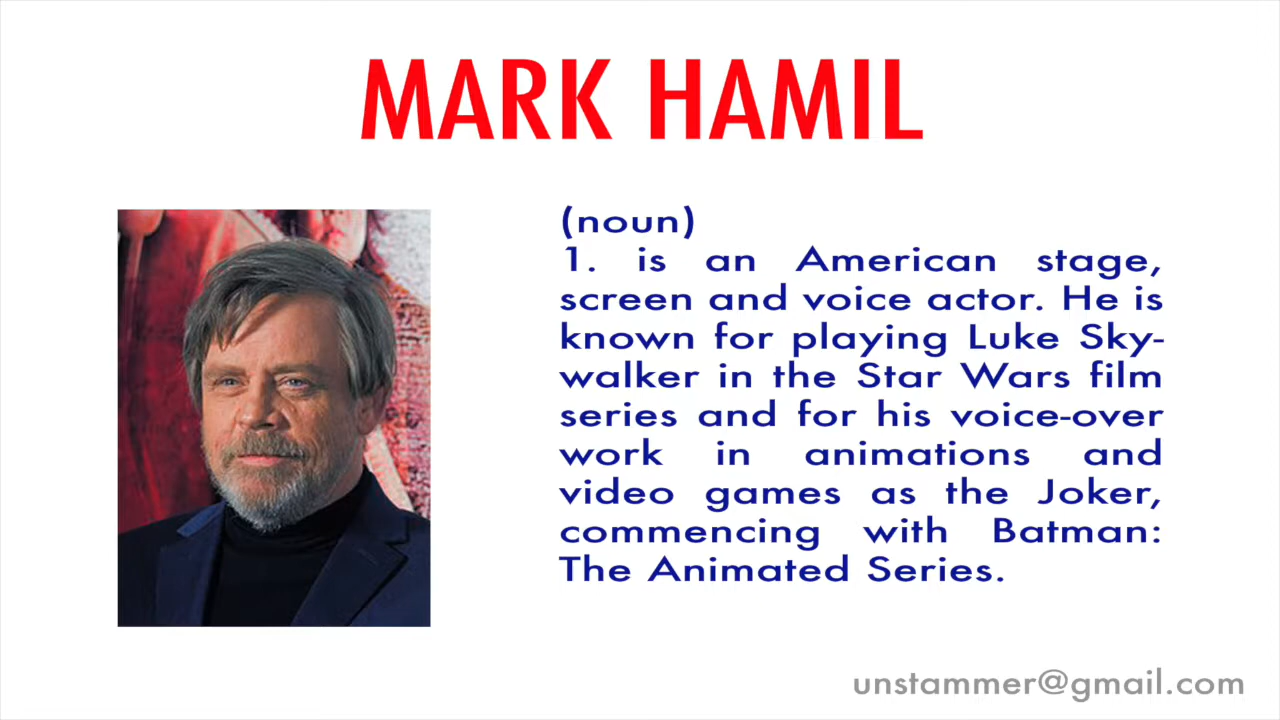 MARK HAMIL
(noun)
1. is an American stage,
screen and voice actor. He is
known for playing Luke Sky-
walker in the Star Wars film
series and for his voice-over
work in animations and
video games as the Joker,
commencing with Batman:
The Animated Series.
unstammer@gmail.com